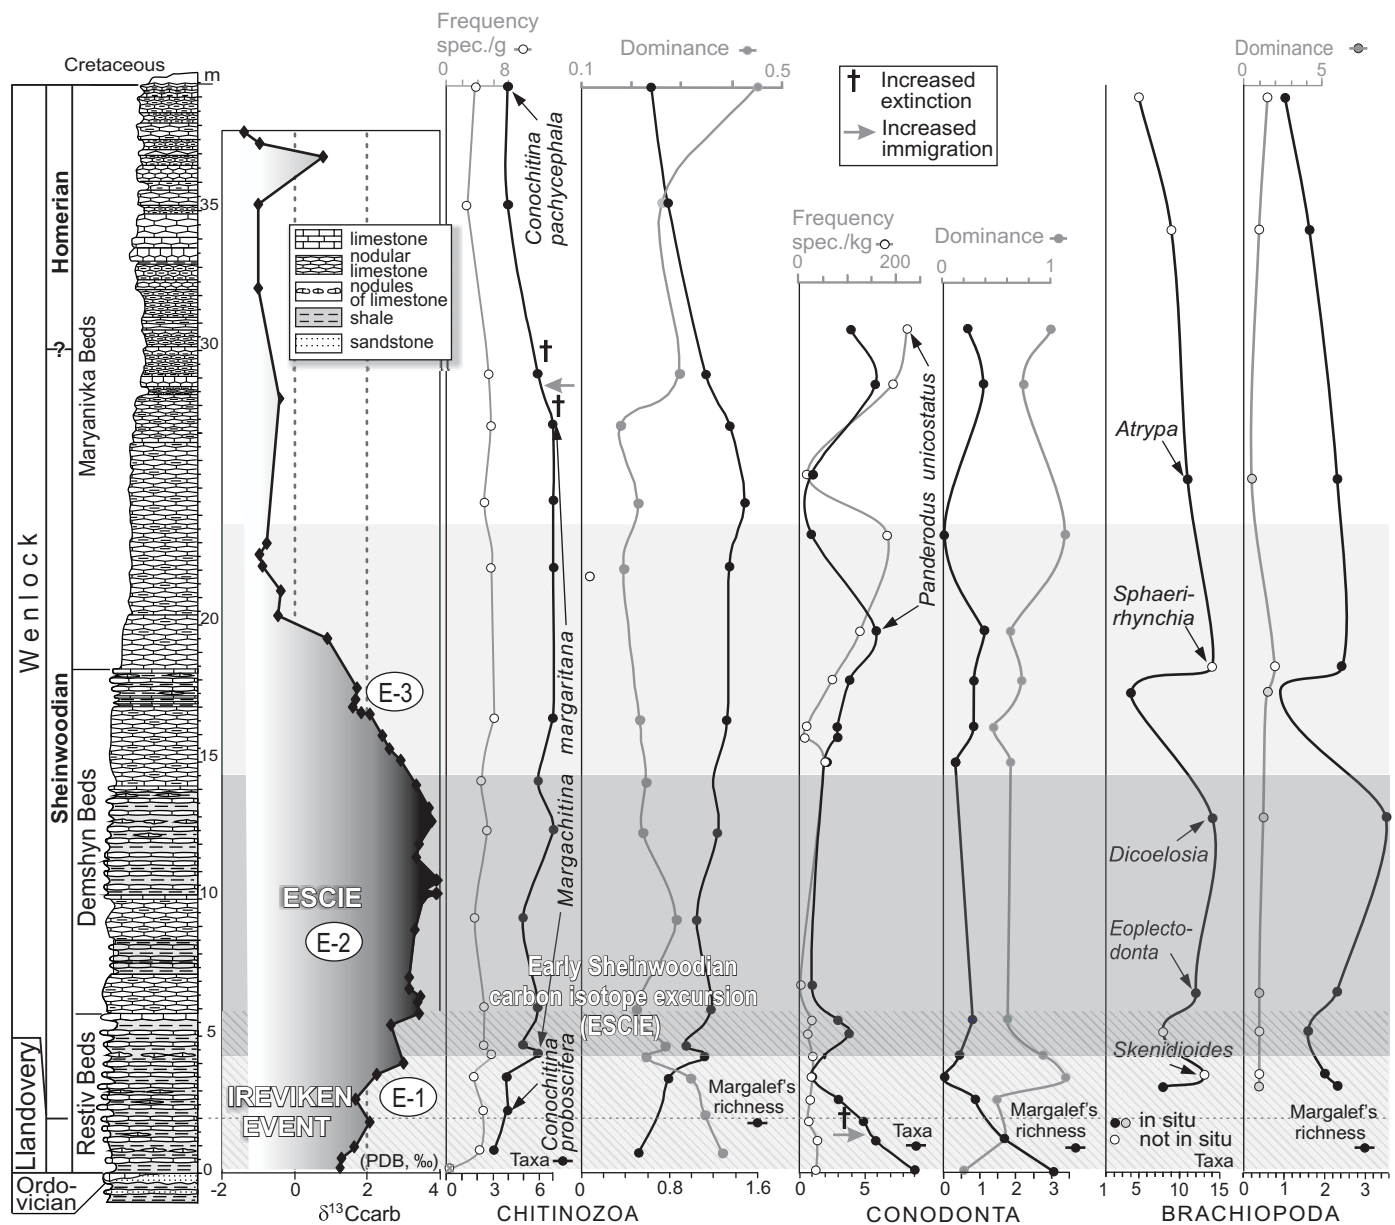 Cretaceous
m
Frequency
spec./g
0 8
Dominance
0.1 0.5
† Increased
extinction
Increased
immigration
Dominance
0 5
Wenlock
Llandovery
Ordo-
vician
Homerian
?
Sheinwoodian
Maryanivka Beds
Demshyn Beds
Restiv Beds
35
30
20
15
10
5
0
limestone
nodular
limestone
nodules
of limestone
shale
sandstone
E-3
ESCIE
E-2
E-1
IREVIKEN
EVENT
(PDB, ‰)
-2 0 2 4
δ13Ccarb
Conochitina
pachycephala
†
†
Margachitina margaritana
Conochitina
proboscifera
Early Sheinwoodian
carbon isotope excursion
(ESCIE)
Taxa
0 3 6
Margalef's
richness
0 0.8 1.6
CHITINOZOA
Frequency
spec./kg
0 200
Dominance
0 1
Panderodus unicostatus
†
Taxa
0 5
Margalef's
richness
0 1 2 3
CONODONTA
Atrypa
Sphaeri-
rhynchia
Dicoelosia
Eoplecto-
donta
Skenidioides
in situ
not in situ
Taxa
1 5 10 15
Margalef's
richness
0 1 2 3
BRACHIOPODA